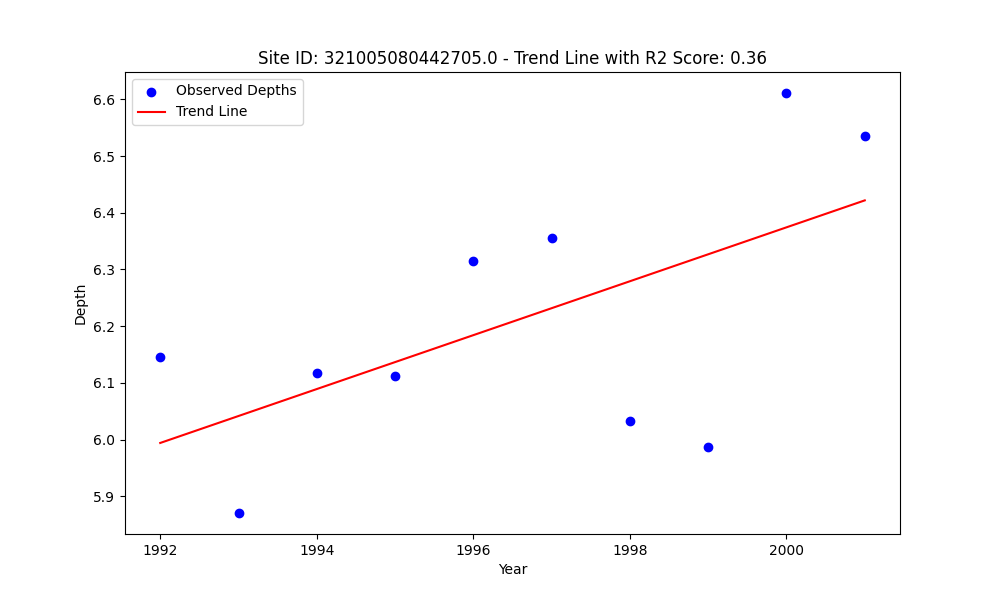 Site ID: 321005080442705.0 - Trend Line with R2 Score: 0.36
Observed Depths
Trend Line
6.6
6.5
6.4
6.3
6.2
6.1
6.0
5.9
Depth
1992
1994
1996
1998
2000
Year